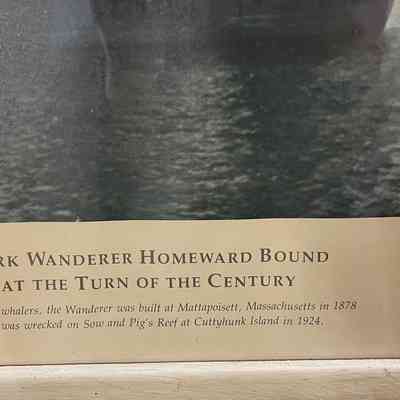 RK WANDERER HOMEWARD BOUND
AT THE TURN OF THE CENTURY
whalers, the Wanderer was built at Mattapoisett, Massachusetts in 1878
was wrecked on Sow and Pig's Reef at Cuttyhunk Island in 1924.